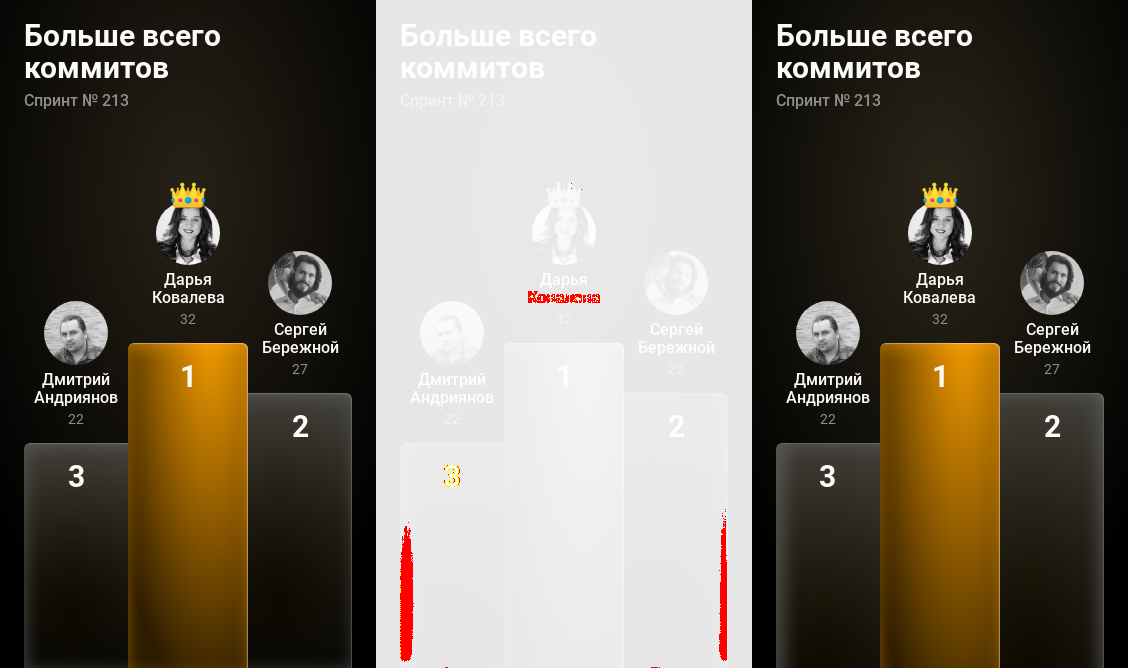 Больше всего
коммитов
Спринт № 213
Дарья
Ковалева
32
Сергей
Бережной
27
Дмитрий
Андриянов
22
1
2
3
Больше всего
коммитов
Спринт № 213
Дарья
Ковалева
32
Сергей
Бережной
27
Дмитрий
Андриянов
22
1
2
3
Больше всего
коммитов
Спринт № 213
Дарья
Ковалева
32
Сергей
Бережной
27
Дмитрий
Андриянов
22
1
2
3